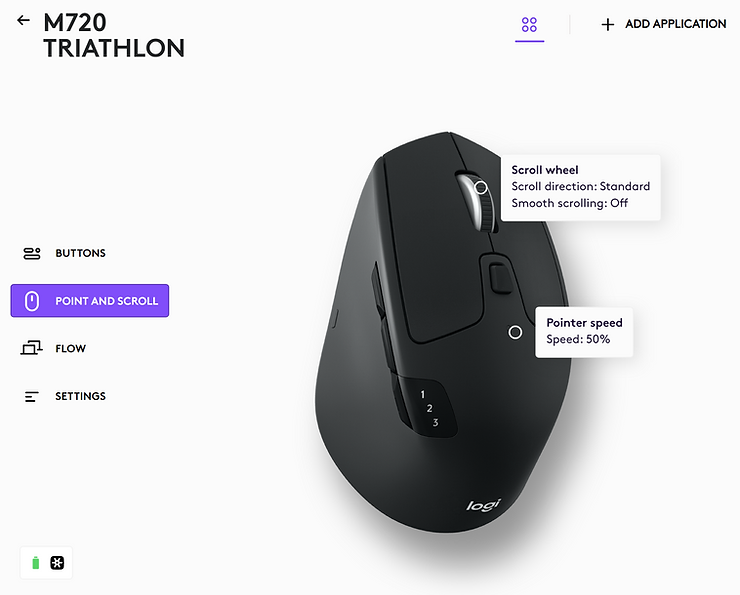 M720
TRIATHLON
ADD APPLICATION
Scroll wheel
Scroll direction: Standard
Smooth scrolling: Off
BUTTONS
POINT AND SCROLL
Pointer speed
Speed: 50%
FLOW
SETTINGS
1
2
3
logi